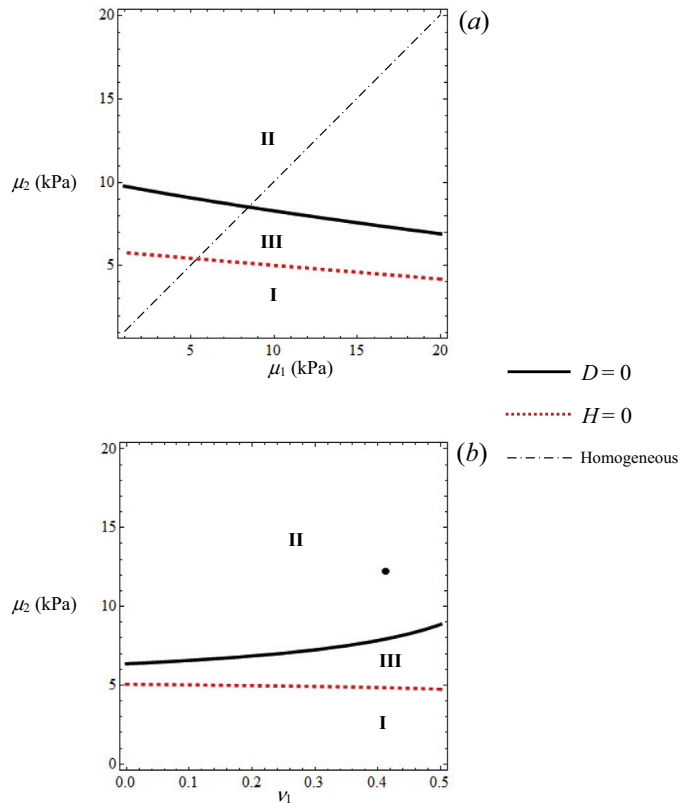 (a)
20
15
II
μ2 (kPa)
10
III
5
I
5
10
15
20
μ1 (kPa)
D = 0
H = 0
Homogeneous
(b)
20
15
II
μ2 (kPa)
10
III
5
I
0
0.0
0.1
0.2
0.3
0.4
0.5
ν1